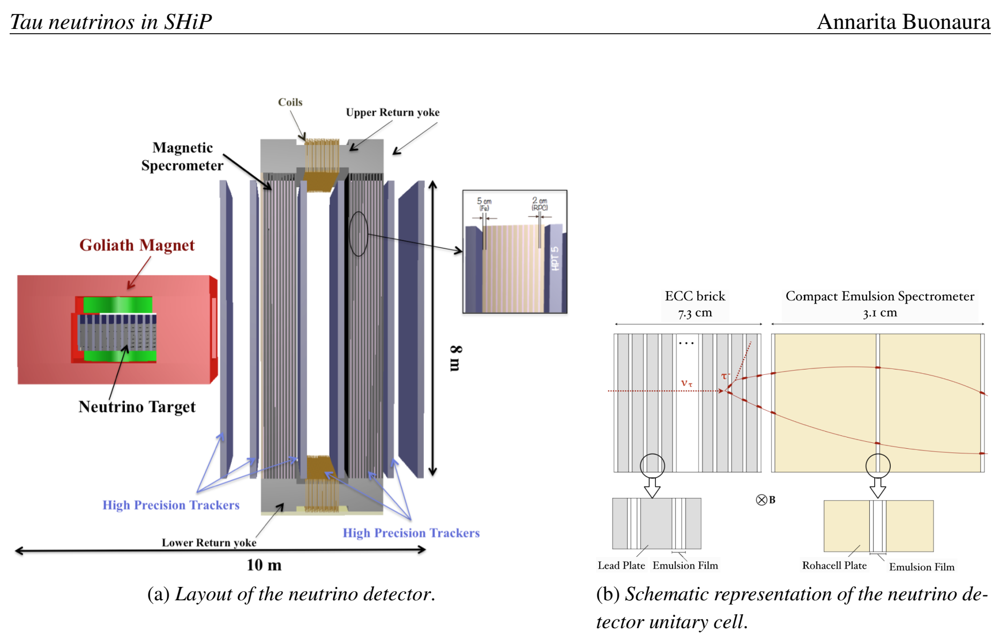 Tau neutrinos in SHiP
Annarita Buonaura
Coils
Upper Return yoke
Magnetic
Specrometer
5 cm
(Fe)
2 cm
(RPC)
HPT 5
Goliath Magnet
Neutrino Target
8 m
High Precision Trackers
High Precision Trackers
Lower Return yoke
10 m
(a) Layout of the neutrino detector.
ECC brick
7.3 cm
Compact Emulsion Spectrometer
3.1 cm
...
τ-
ντ
⊗B
Lead Plate
Emulsion Film
Rohacell Plate
Emulsion Film
(b) Schematic representation of the neutrino de-
tector unitary cell.